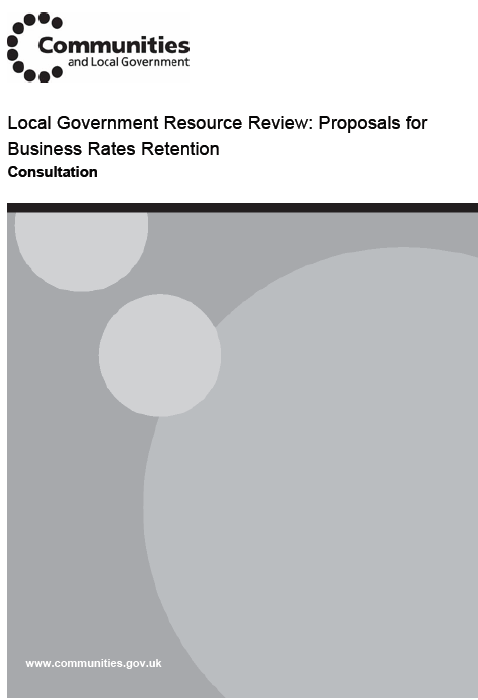 Communities
and Local Government
Local Government Resource Review: Proposals for
Business Rates Retention
Consultation
www.communities.gov.uk